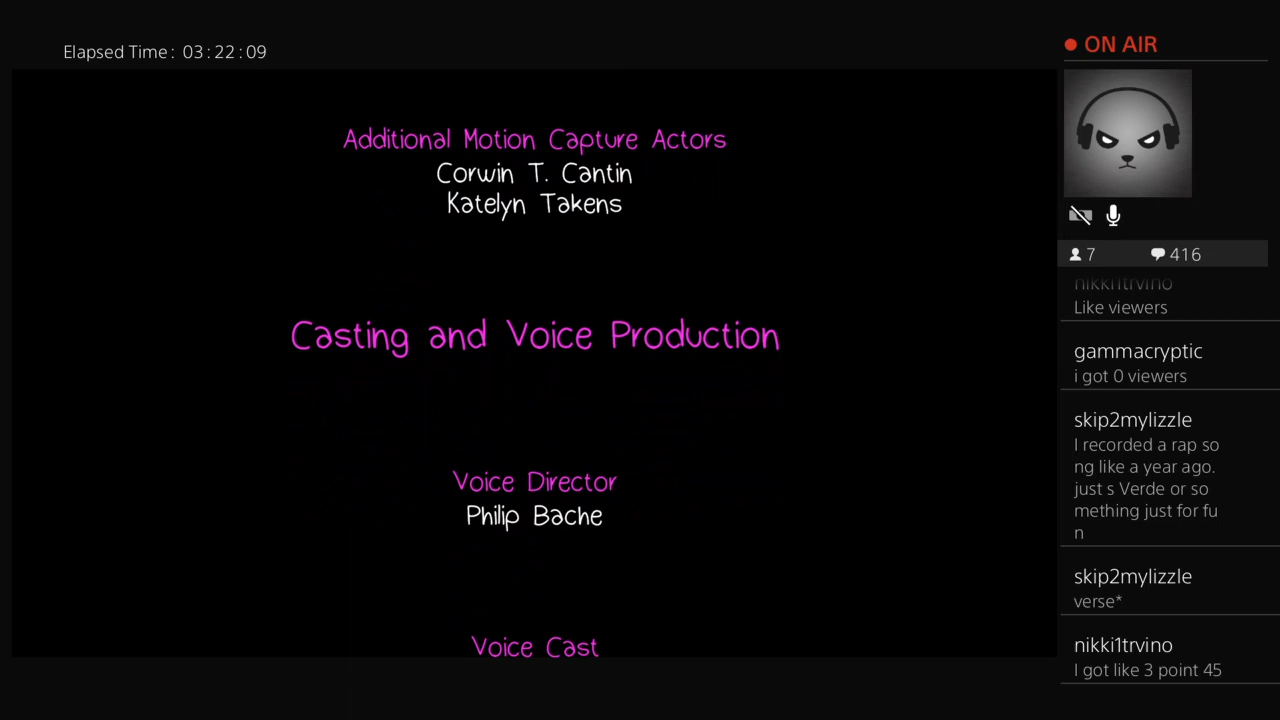 Elapsed Time: 03:22:09
ON AIR
Additional Motion Capture Actors
Corwin T. Cantin
Katelyn Takens
Casting and Voice Production
Voice Director
Philip Bache
Voice Cast
7 416
nikki1trvino
Like viewers
gammacryptic
i got 0 viewers
skip2mylizzle
I recorded a rap so
ng like a year ago.
just s Verde or so
mething just for fu
n
skip2mylizzle
verse*
nikki1trvino
I got like 3 point 45